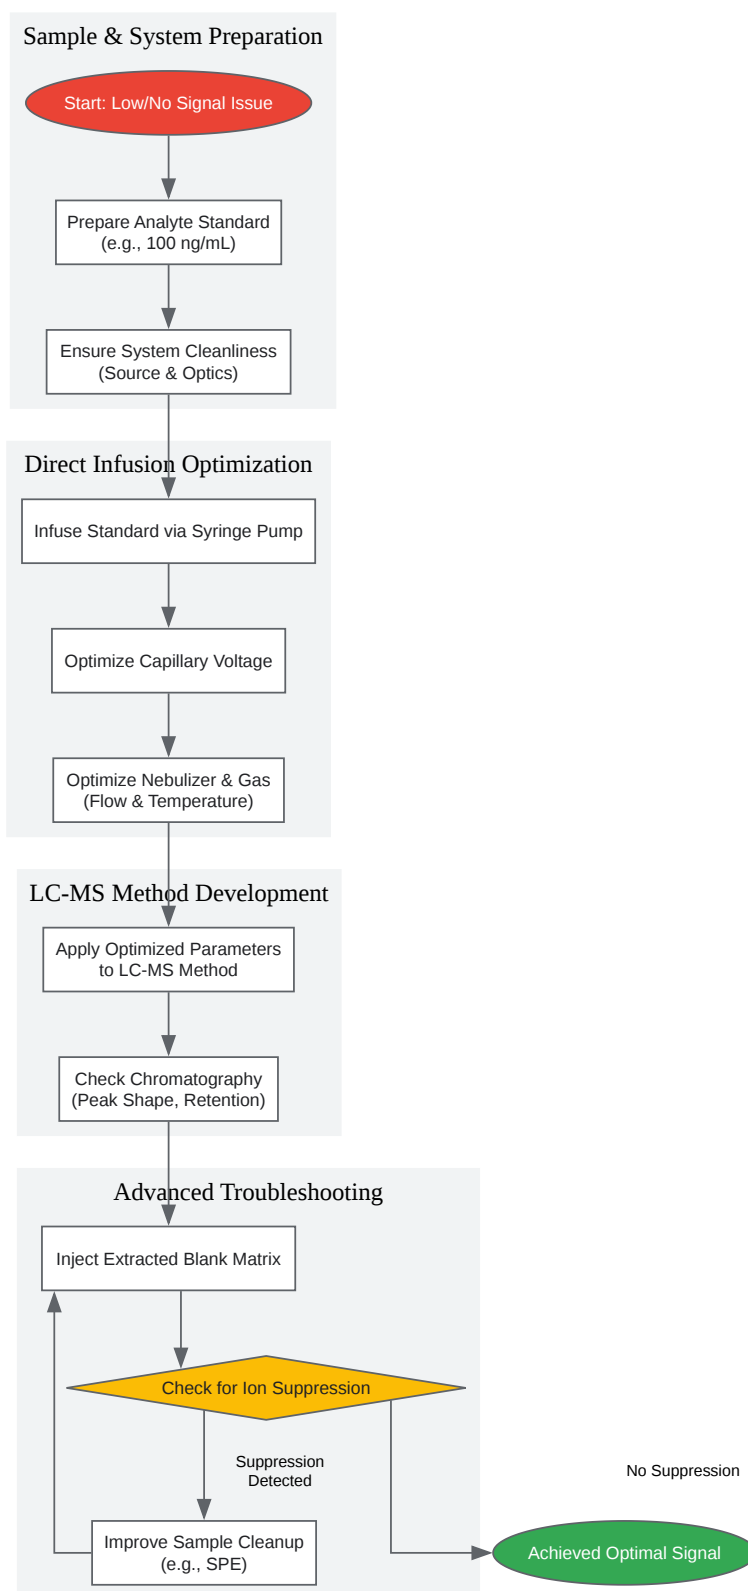 Sample & System Preparation
Start: Low/No Signal Issue
Prepare Analyte Standard
(e.g., 100 ng/mL)
Ensure System Cleanliness
(Source & Optics)
Direct Infusion Optimization
Infuse Standard via Syringe Pump
Optimize Capillary Voltage
Optimize Nebulizer & Gas
(Flow & Temperature)
LC-MS Method Development
Apply Optimized Parameters
to LC-MS Method
Check Chromatography
(Peak Shape, Retention)
Advanced Troubleshooting
Inject Extracted Blank Matrix
Check for Ion Suppression
Suppression
Detected
No Suppression
Improve Sample Cleanup
(e.g., SPE)
Achieved Optimal Signal